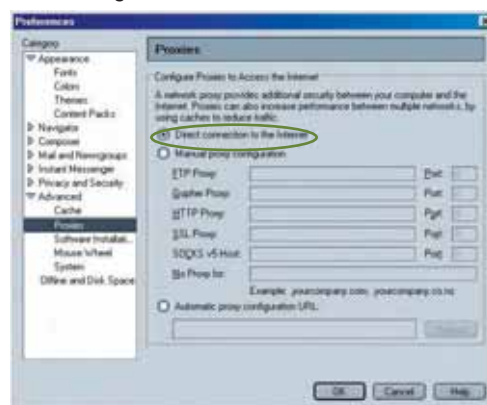 Preferences
Category
Appearance
Fonts
Colors
Themes
Content Packs
Navigator
Composer
Mail and Newsgroups
Instant Messenger
Privacy and Security
Advanced
Cache
Proxies
Software Installat...
Mouse Wheel
System
Offline and Disk Space
Proxies
Configure Proxies to Access the Internet
A network proxy provides additional security between your computer and the
Internet. Proxies can also increase performance between multiple networks, by
using caches to reduce traffic.
Direct connection to the Internet
Manual proxy configuration
FTP Proxy: Port:
Gopher Proxy: Port:
HTTP Proxy: Port:
SSL Proxy: Port:
SOCKS v5 Host: Port:
No Proxy for:
Example: .yourcompany.com, .yourcompany.co.nz
Automatic proxy configuration URL:
OK Cancel Help